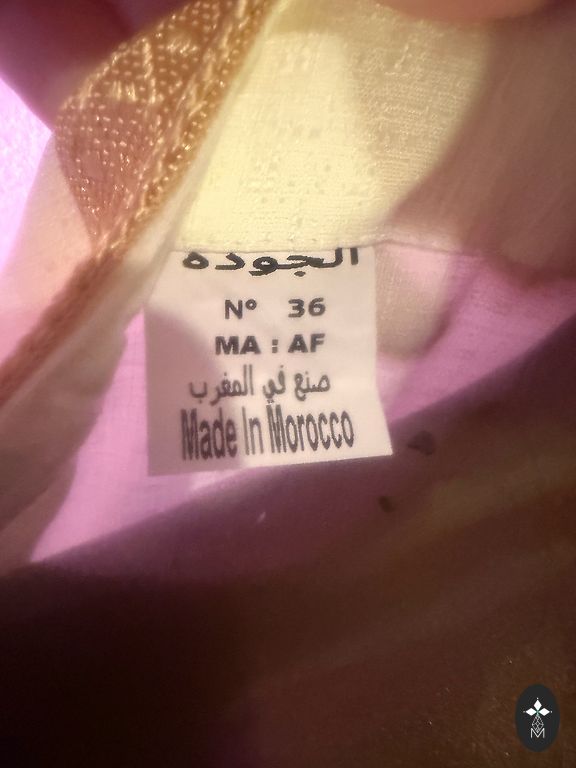 الجوده
N° 36
MA : AF
صنع في المغرب
Made In Morocco
M